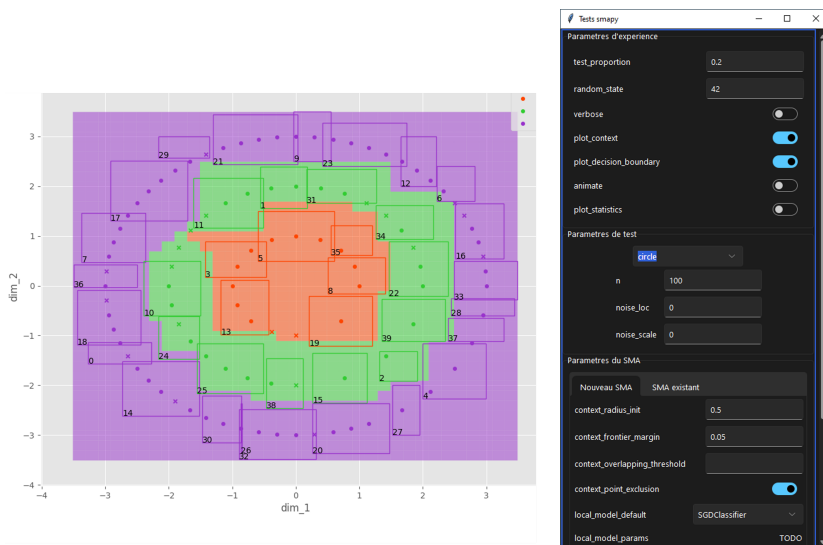 Tests smapy
Parametres d'experience
test_proportion 0.2
random_state 42
verbose
plot_context
plot_decision_boundary
animate
plot_statistics
Parametres de test
circle
n 100
noise_loc 0
noise_scale 0
Parametres du SMA
Nouveau SMA SMA existant
context_radius_init 0.5
context_frontier_margin 0.05
context_overlapping_threshold
context_point_exclusion
local_model_default SGDClassifier
local_model_params TODO
dim_2
3
2
1
0
−1
−2
−3
−4
−4 −3 −2 −1 0 1 2 3
dim_1
29
21
9
23
12
6
17
11
1
31
34
7
3
5
35
16
36
10
8
22
33
18
13
19
39
28
37
0
24
25
38
15
2
4
14
30
26
32
20
27